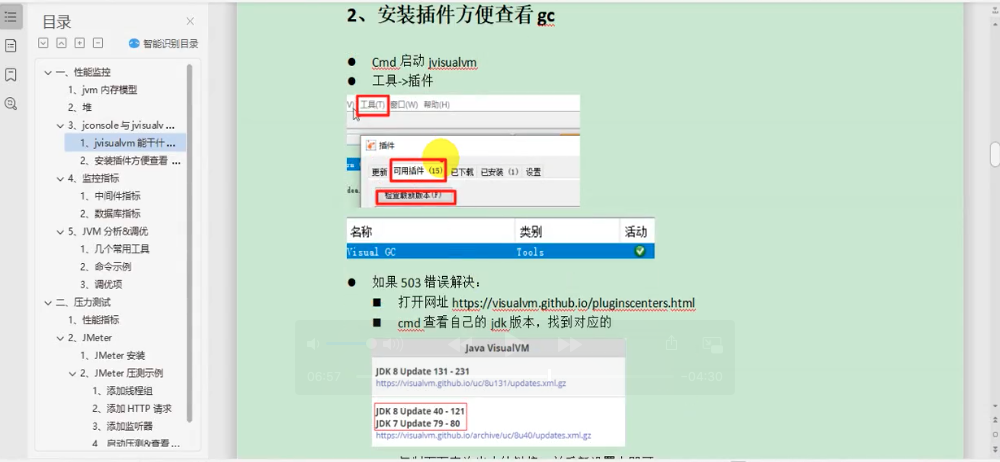 目录
智能识别目录
一、性能监控
1、jvm 内存模型
2、堆
3、jconsole 与 jvisualv ...
1、jvisualvm 能干什 ...
2、安装插件方便查看 ...
4、监控指标
1、中间件指标
2、数据库指标
5、JVM 分析&调优
1、几个常用工具
2、命令示例
3、调优项
二、压力测试
1、性能指标
2、JMeter
1、JMeter 安装
2、JMeter 压测示例
1、添加线程组
2、添加 HTTP 请求
3、添加监听器
4、启动压测&查看 ...
2、安装插件方便查看 gc
Cmd 启动 jvisualvm
工具->插件
工具(T) 窗口(W) 帮助(H)
插件
更新 可用插件 (15) 已下载 已安装 (1) 设置
检查最新版本(F)
名称 类别 活动
Visual GC Tools
如果 503 错误解决：
打开网址 https://visualvm.github.io/pluginscenters.html
cmd 查看自己的 jdk 版本，找到对应的
Java VisualVM
JDK 8 Update 131 - 231
https://visualvm.github.io/uc/8u131/updates.xml.gz
JDK 8 Update 40 - 121
JDK 7 Update 79 - 80
https://visualvm.github.io/archive/uc/8u40/updates.xml.gz
06:57
-04:30